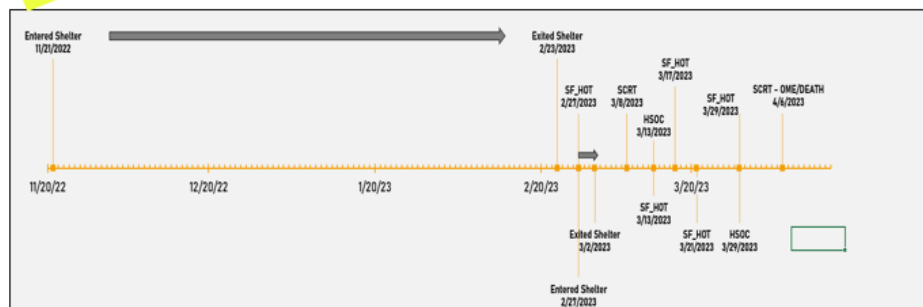 Entered Shelter
11/21/2022
Exited Shelter
2/23/2023
SF_HOT
2/27/2023
SCRT
3/8/2023
HSOC
3/13/2023
SF_HOT
3/17/2023
SF_HOT
3/29/2023
SCRT - OME/DEATH
4/6/2023
11/20/22
12/20/22
1/20/23
2/20/23
3/20/23
Exited Shelter
3/2/2023
Entered Shelter
2/27/2023
SF_HOT
3/13/2023
SF_HOT
3/21/2023
HSOC
3/29/2023